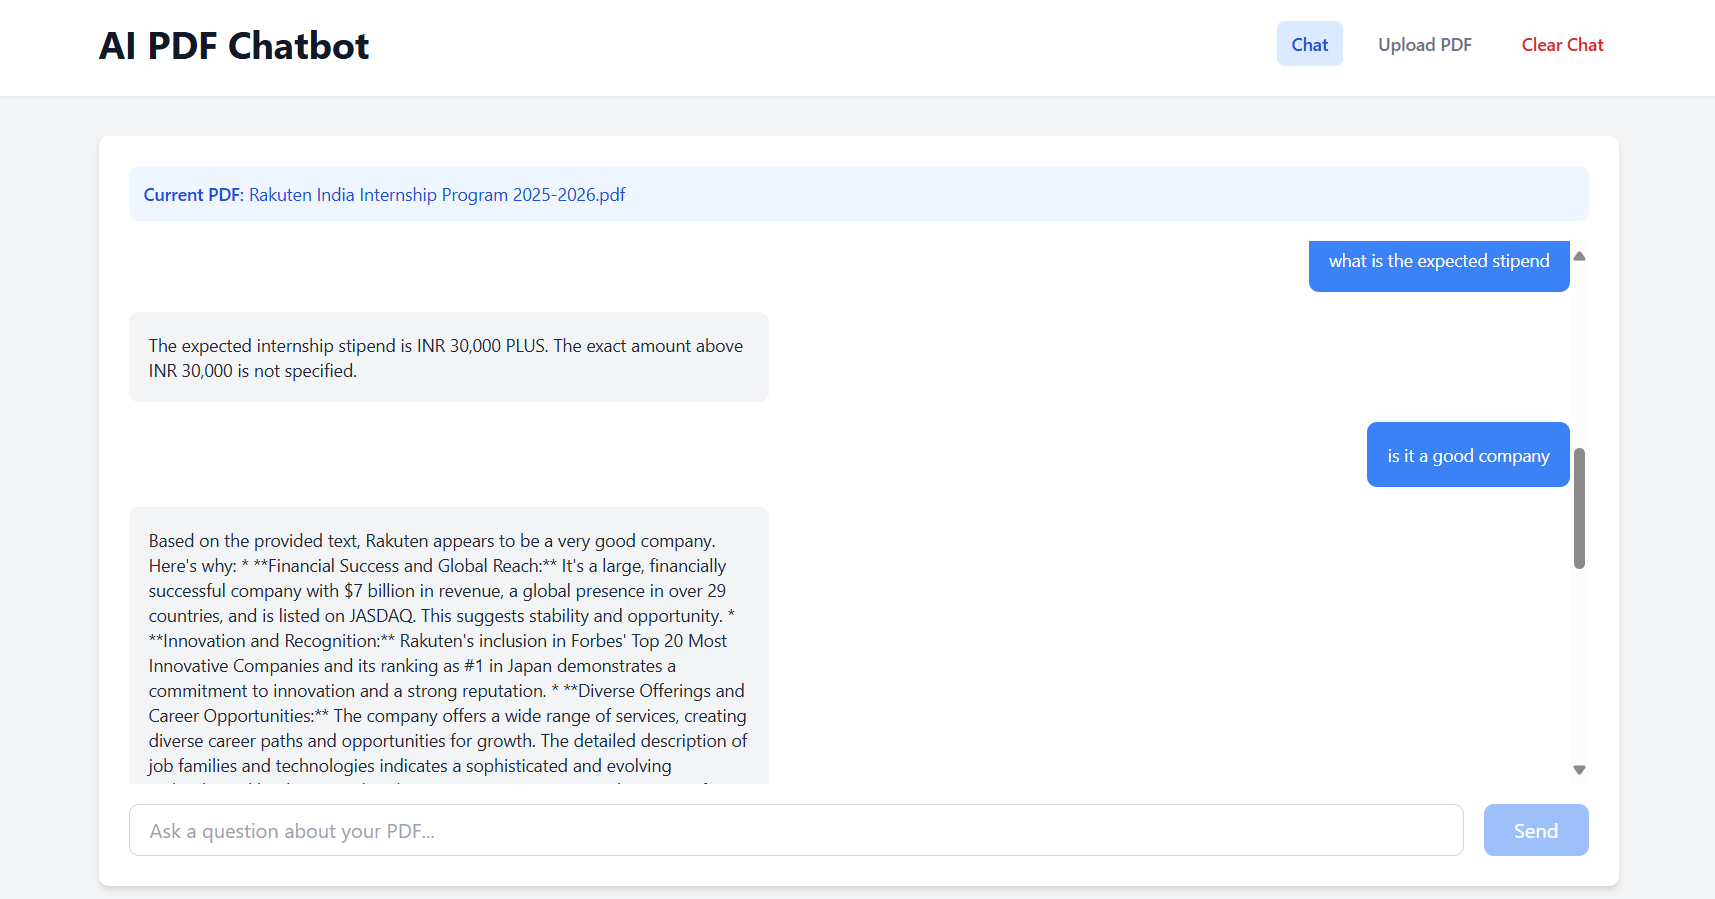 AI PDF Chatbot
Chat
Upload PDF
Clear Chat
Current PDF: Rakuten India Internship Program 2025-2026.pdf
what is the expected stipend
The expected internship stipend is INR 30,000 PLUS. The exact amount above
INR 30,000 is not specified.
is it a good company
Based on the provided text, Rakuten appears to be a very good company.
Here's why: * **Financial Success and Global Reach:** It's a large, financially
successful company with $7 billion in revenue, a global presence in over 29
countries, and is listed on JASDAQ. This suggests stability and opportunity. *
**Innovation and Recognition:** Rakuten's inclusion in Forbes' Top 20 Most
Innovative Companies and its ranking as #1 in Japan demonstrates a
commitment to innovation and a strong reputation. * **Diverse Offerings and
Career Opportunities:** The company offers a wide range of services, creating
diverse career paths and opportunities for growth. The detailed description of
job families and technologies indicates a sophisticated and evolving
Ask a question about your PDF...
Send